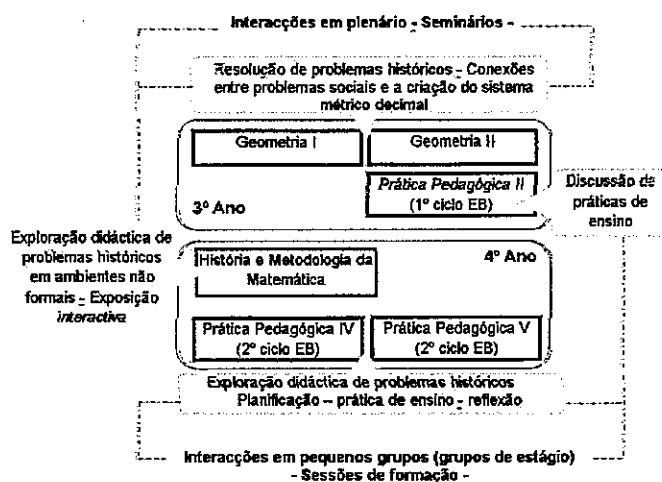 Interacções em plenário - Seminários -
Resolução de problemas históricos - Conexões
entre problemas sociais e a criação do sistema
métrico decimal
Geometria I
Geometria II
Prática Pedagógica II
(1º ciclo EB)
3º Ano
Discussão de
práticas de
ensino
Exploração didáctica de
problemas históricos
em ambientes não
formais - Exposição
interactiva
História e Metodologia da
Matemática
4º Ano
Prática Pedagógica IV
(2º ciclo EB)
Prática Pedagógica V
(2º ciclo EB)
Exploração didáctica de problemas históricos
Planificação – prática de ensino - reflexão
Interacções em pequenos grupos (grupos de estágio)
- Sessões de formação -